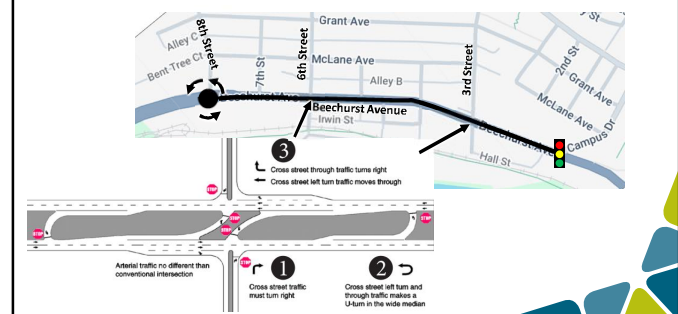 Grant Ave
8th Street
Alley C
Bent Tree Ct
7th St
6th Street
McLane Ave
Alley B
3rd Street
2nd St
Grant Ave
McLane Ave
Campus Dr
Beechurst Ave
Beechurst Avenue
Irwin St
Beechurst Ave
Hall St
3
Cross street through traffic turns right
Cross street left turn traffic moves through
STOP
STOP
STOP
STOP
STOP
STOP
Arterial traffic no different than
conventional intersection
1
Cross street traffic
must turn right
2
Cross street left turn and
through traffic makes a
U-turn in the wide median